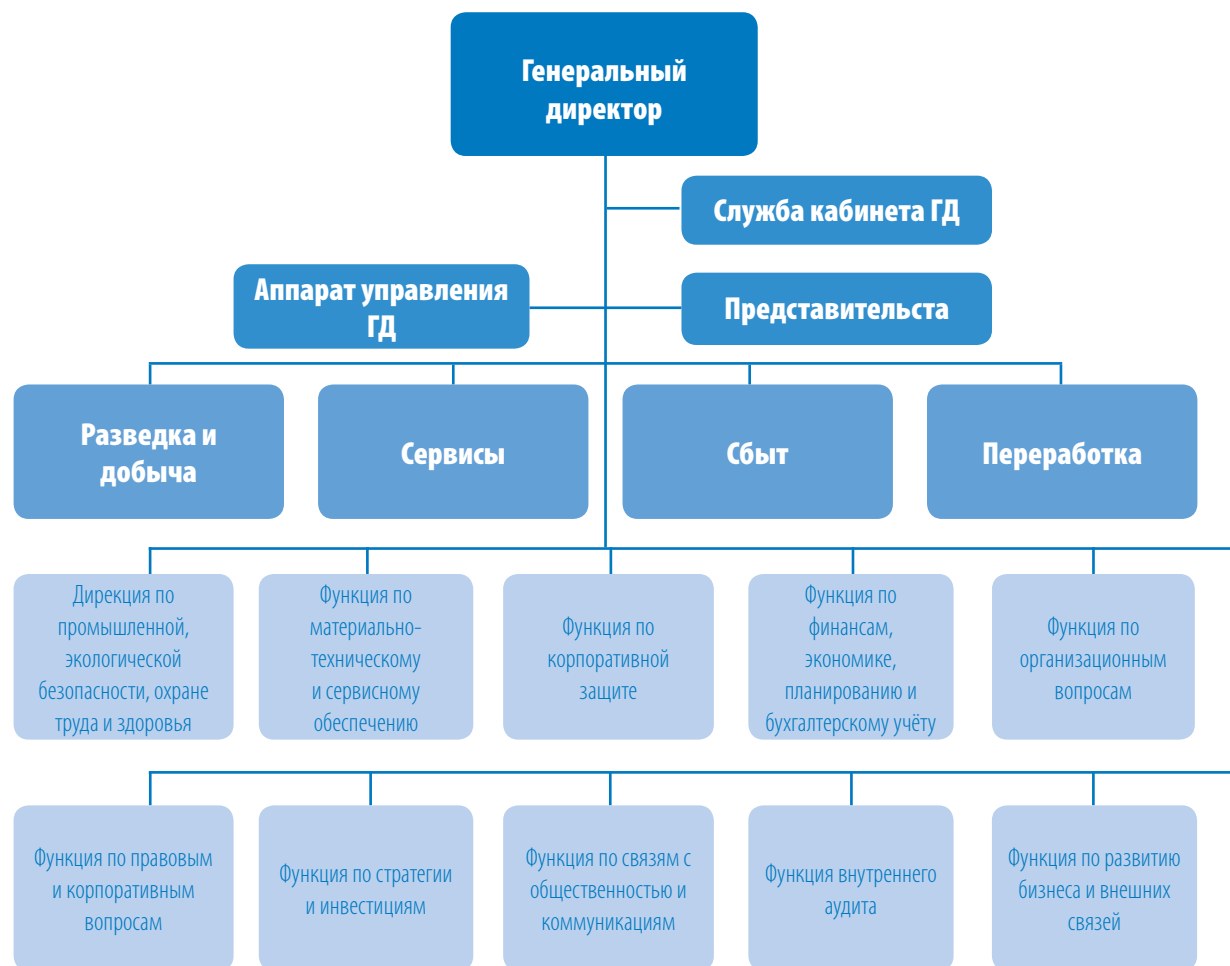 Генеральный
директор
Служба кабинета ГД
Аппарат управления
ГД
Представительста
Разведка и
добыча
Сервисы
Сбыт
Переработка
Дирекция по
промышленной,
экологической
безопасности, охране
труда и здоровья
Функция по
материально-
техническому
и сервисному
обеспечению
Функция по
корпоративной
защите
Функция по
финансам,
экономике,
планированию и
бухгалтерскому учёту
Функция по
организационным
вопросам
Функция по правовым
и корпоративным
вопросам
Функция по стратегии
и инвестициям
Функция по связям с
общественностью и
коммуникациям
Функция внутреннего
аудита
Функция по развитию
бизнеса и внешних
связей